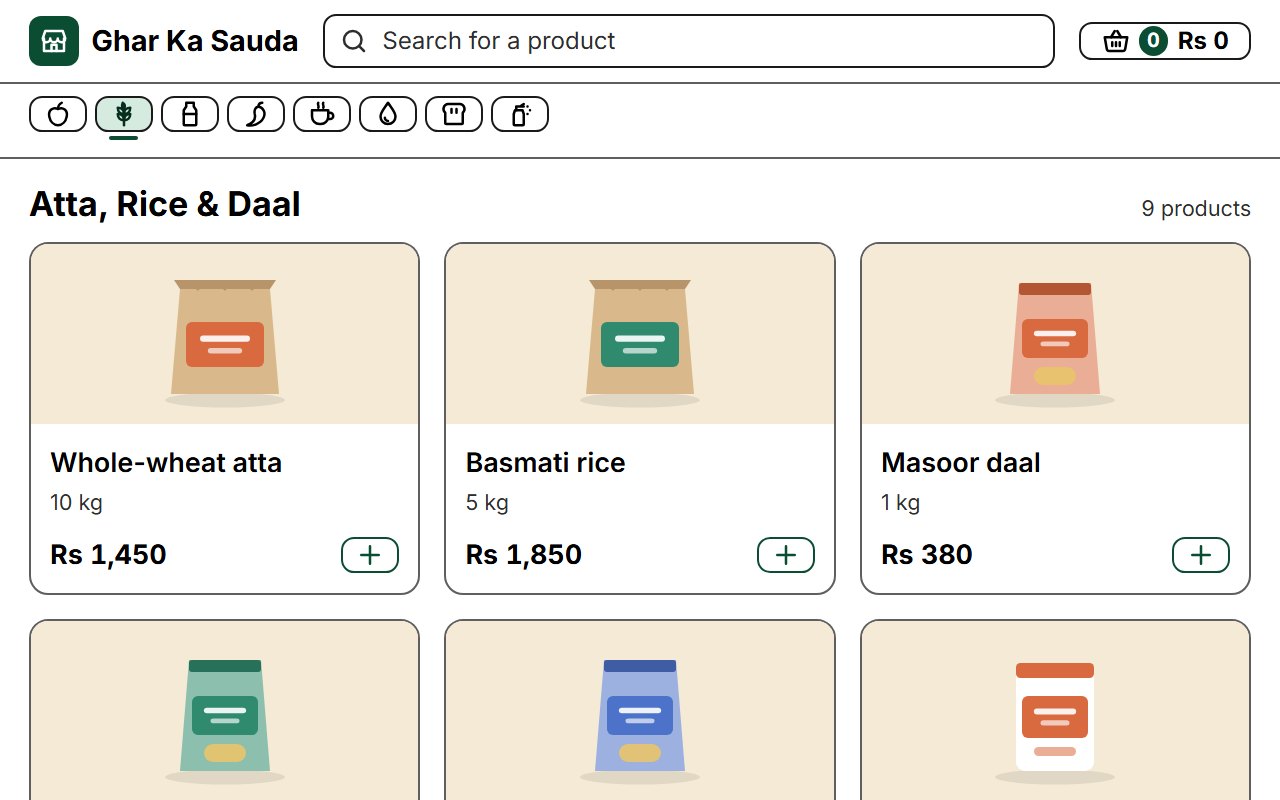 Ghar Ka Sauda
Search for a product
0 Rs 0
Atta, Rice & Daal
9 products
Whole-wheat atta
10 kg
Rs 1,450
Basmati rice
5 kg
Rs 1,850
Masoor daal
1 kg
Rs 380